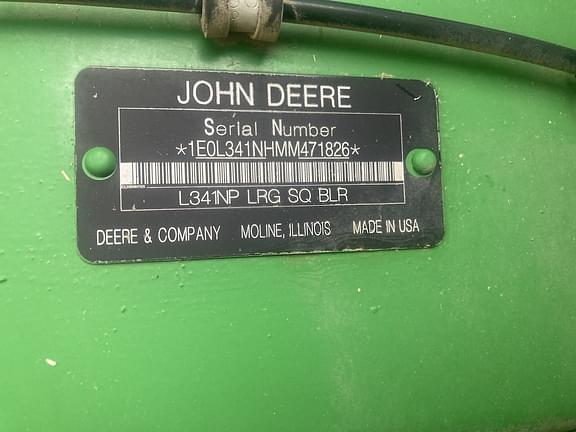 JOHN DEERE
Serial Number
*1E0L341NHMM471826*
L341NP LRG SQ BLR
DEERE & COMPANY MOLINE, ILLINOIS MADE IN USA